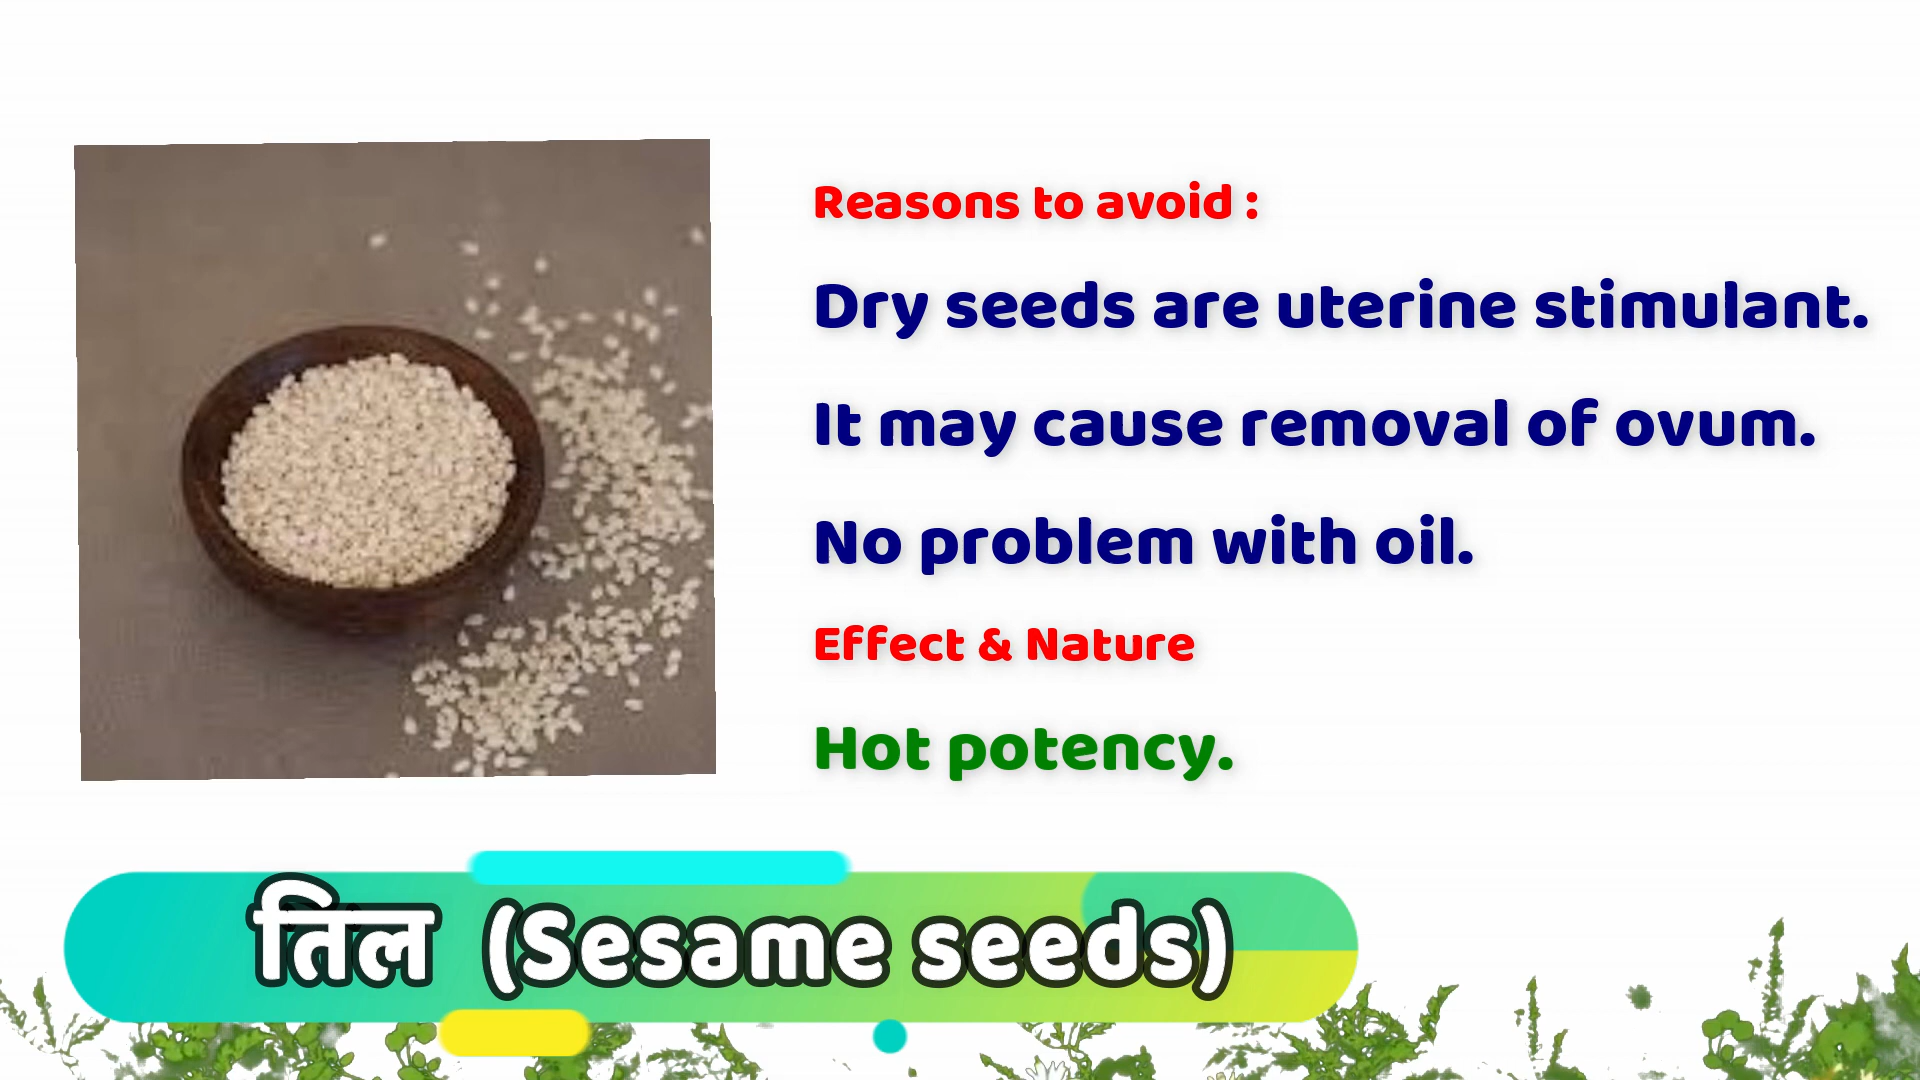 Reasons to avoid :
Dry seeds are uterine stimulant.
It may cause removal of ovum.
No problem with oil.
Effect & Nature
Hot potency.
तिल (Sesame seeds)